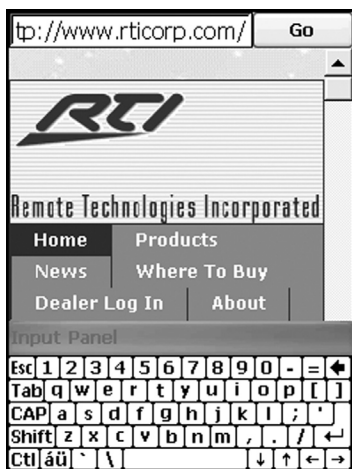 tp://www.rticorp.com/ Go
RTI
Remote Technologies Incorporated
Home Products
News Where To Buy
Dealer Log In About
Input Panel
Esc 1 2 3 4 5 6 7 8 9 0 - =
Tab q w e r t y u i o p [ ]
CAP a s d f g h j k l ; '
Shift z x c v b n m , . /
Ctl áü ` \